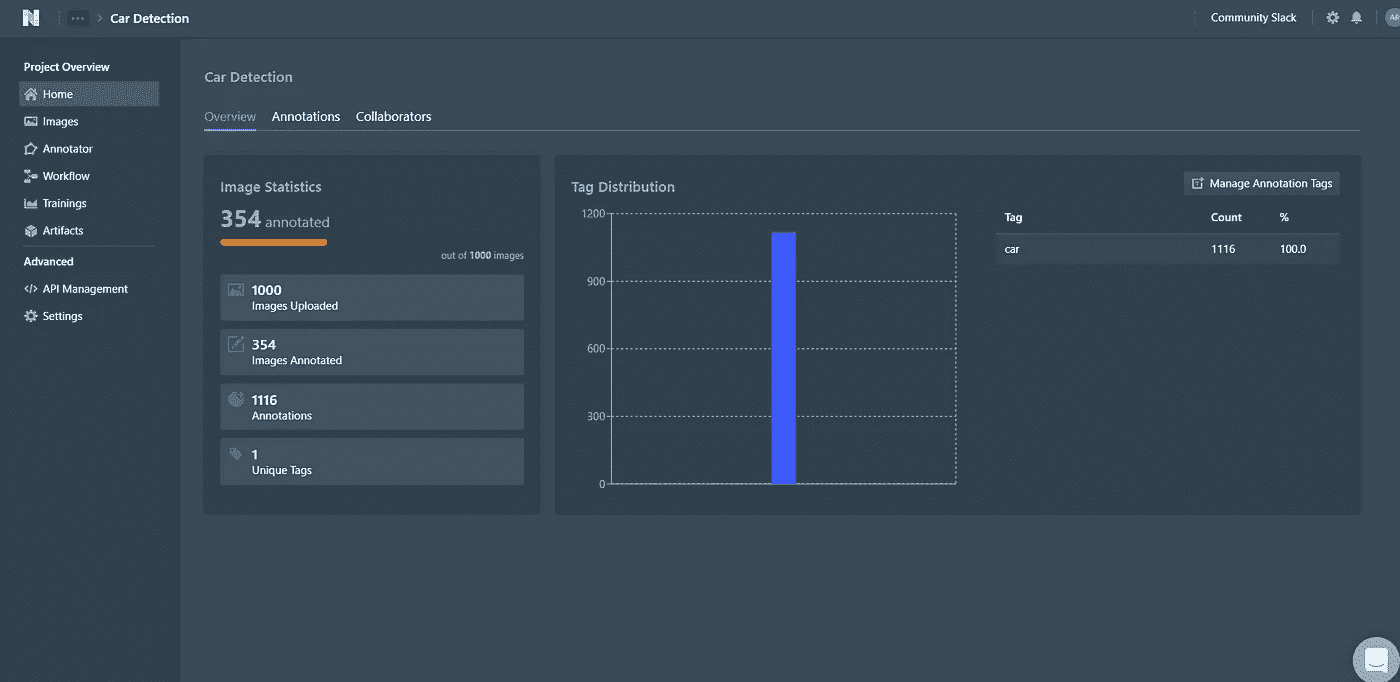 N ··· > Car Detection Community Slack AR
Project Overview
Home
Images
Annotator
Workflow
Trainings
Artifacts
Advanced
</> API Management
Settings
Car Detection
Overview Annotations Collaborators
Image Statistics
354 annotated
out of 1000 images
1000
Images Uploaded
354
Images Annotated
1116
Annotations
1
Unique Tags
Tag Distribution
Manage Annotation Tags
1200
900
600
300
0
Tag Count %
car 1116 100.0